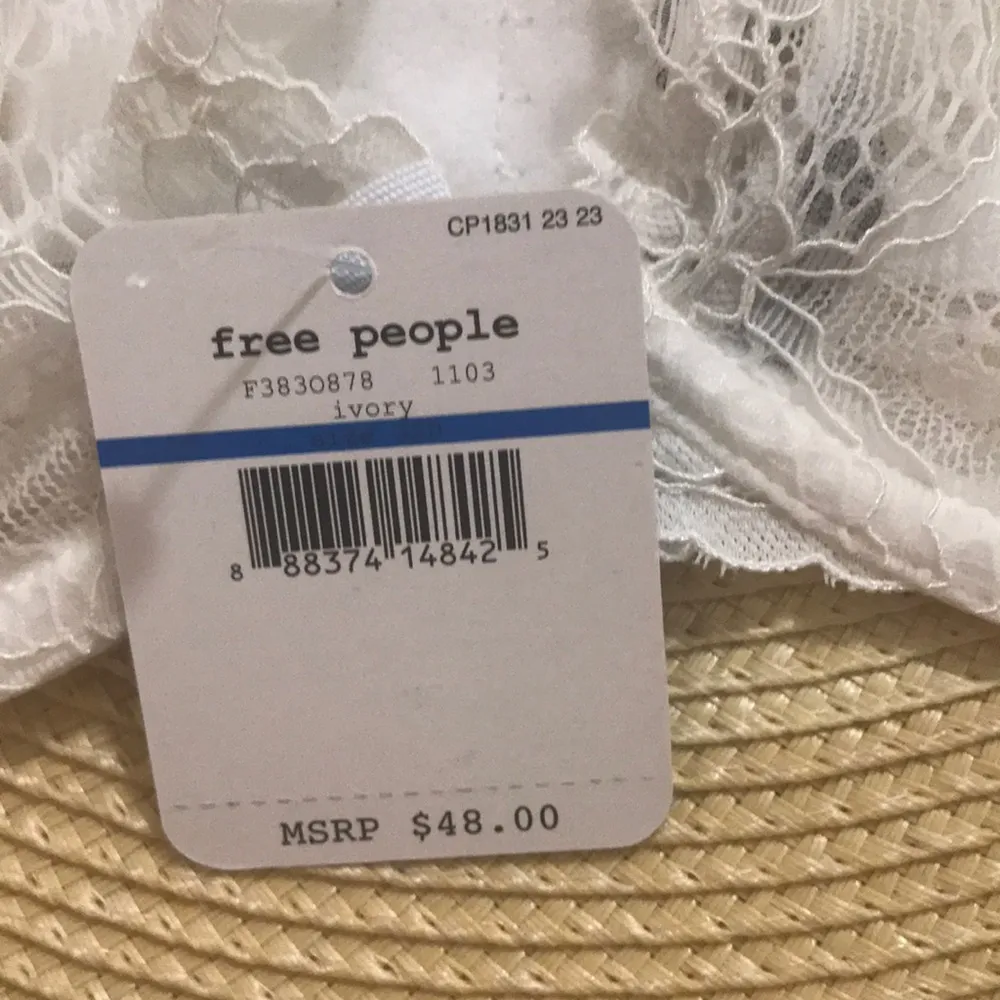 CP1831 23 23
free people
F3830878 1103
ivory
8 88374 14842 5
MSRP $48.00